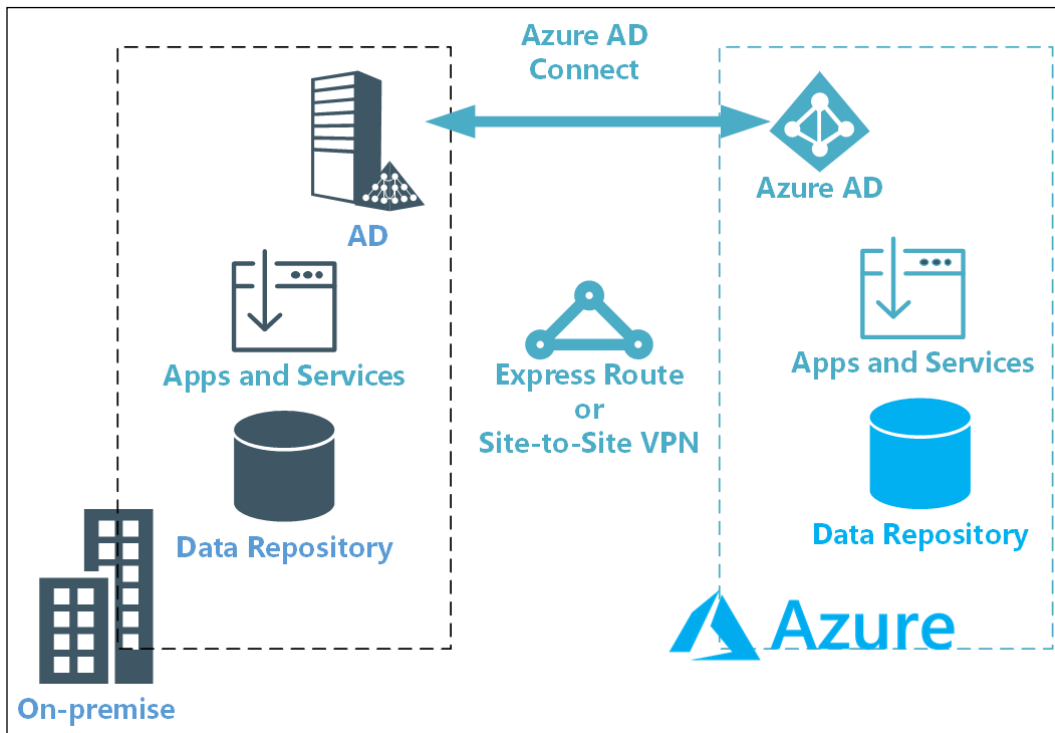 Azure AD
Connect
AD
Azure AD
Apps and Services
Express Route
or
Site-to-Site VPN
Apps and Services
Data Repository
Data Repository
On-premise
Azure